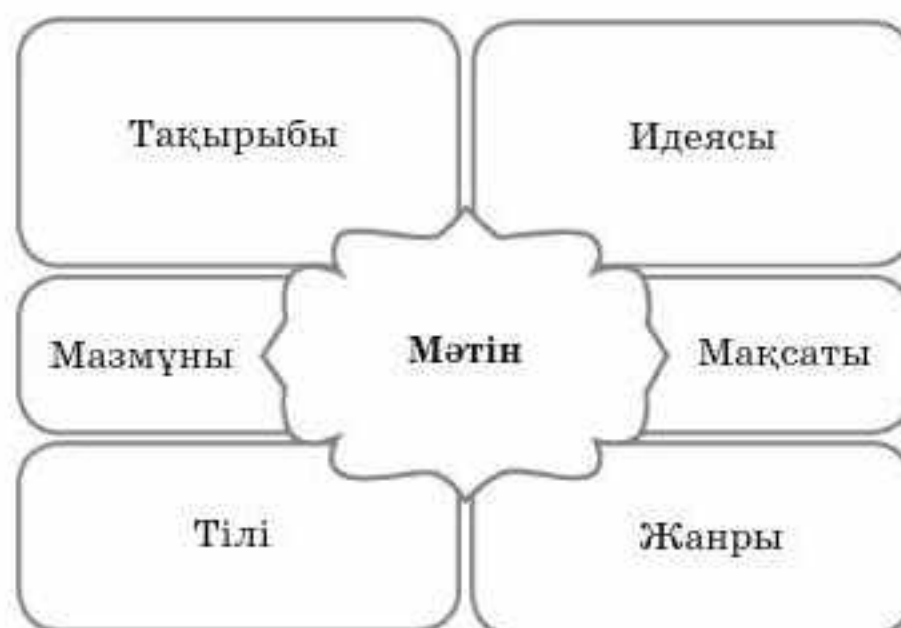 Тақырыбы
Идеясы
Мазмұны
Мәтін
Мақсаты
Тілі
Жанры